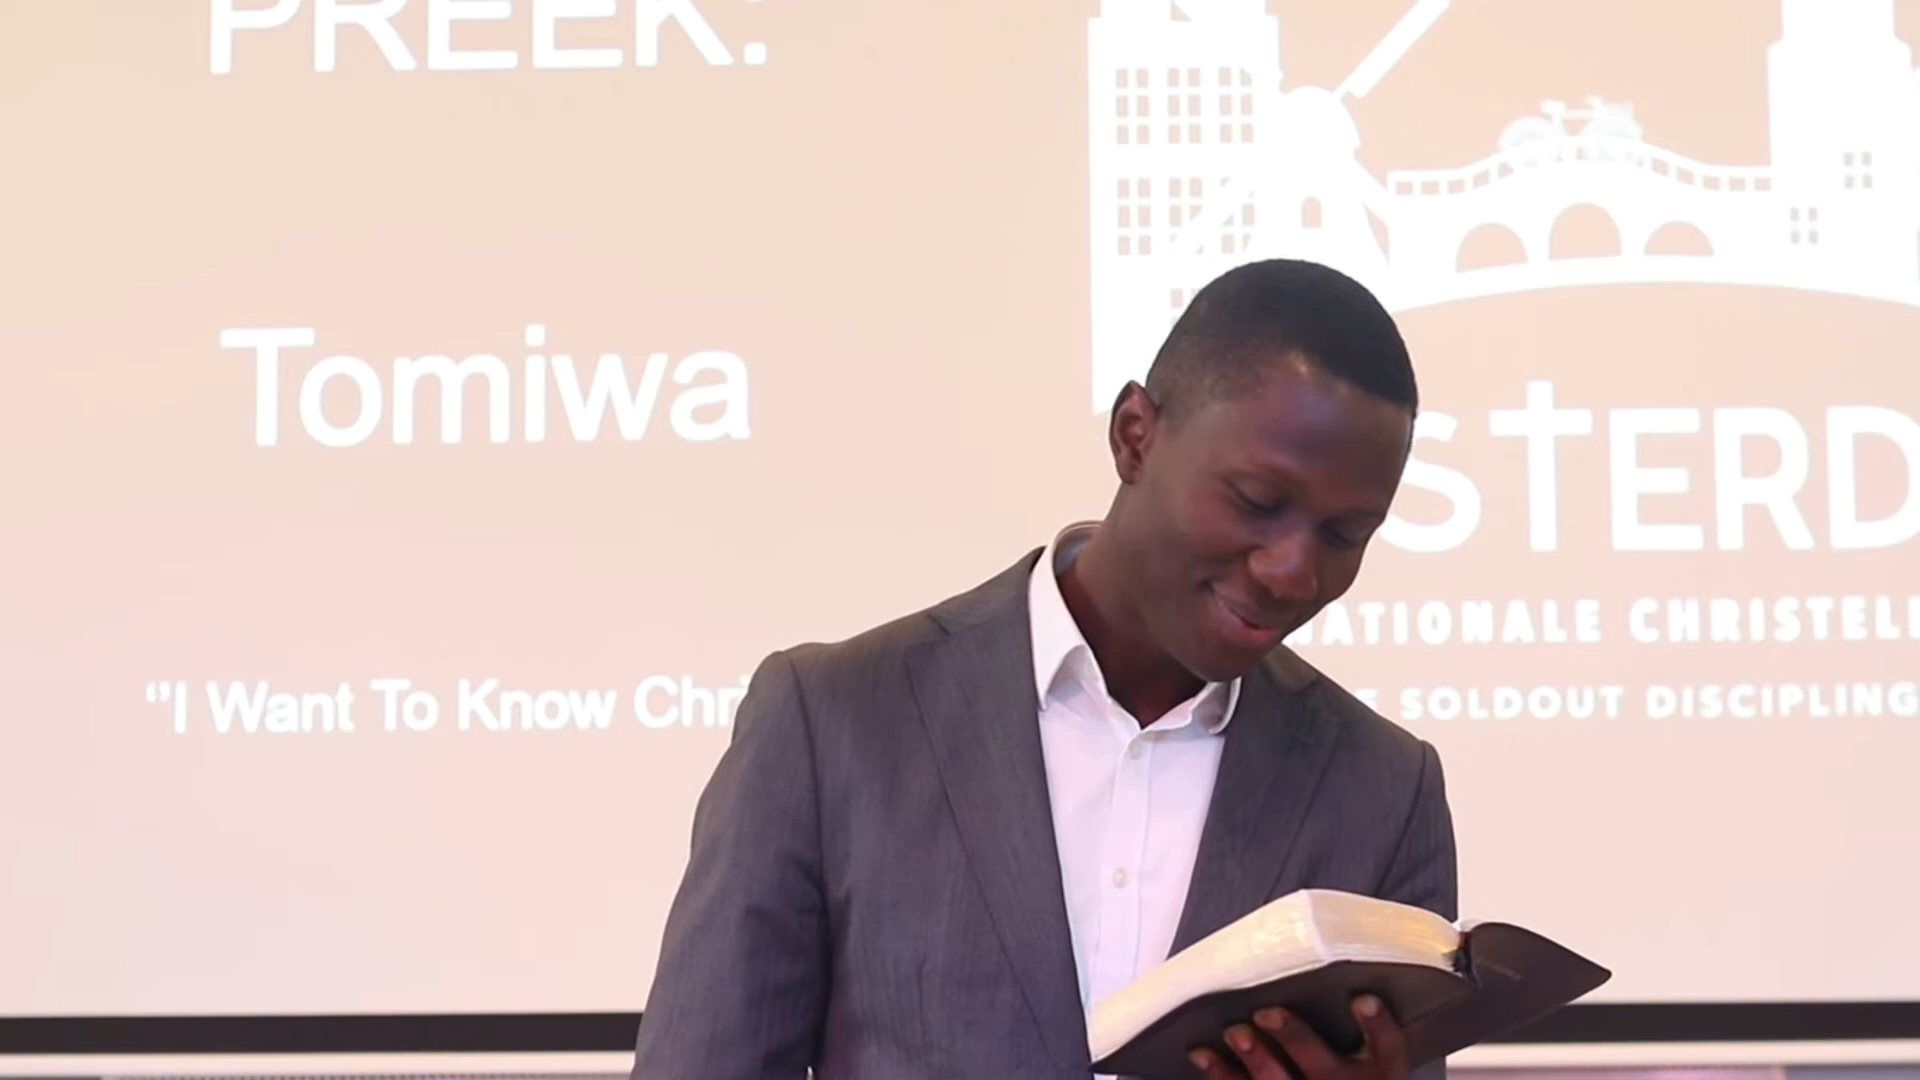 PREEK:
Tomiwa
"I Want To Know Chri
STERD
NATIONALE CHRISTEL
SOLDOUT DISCIPLING